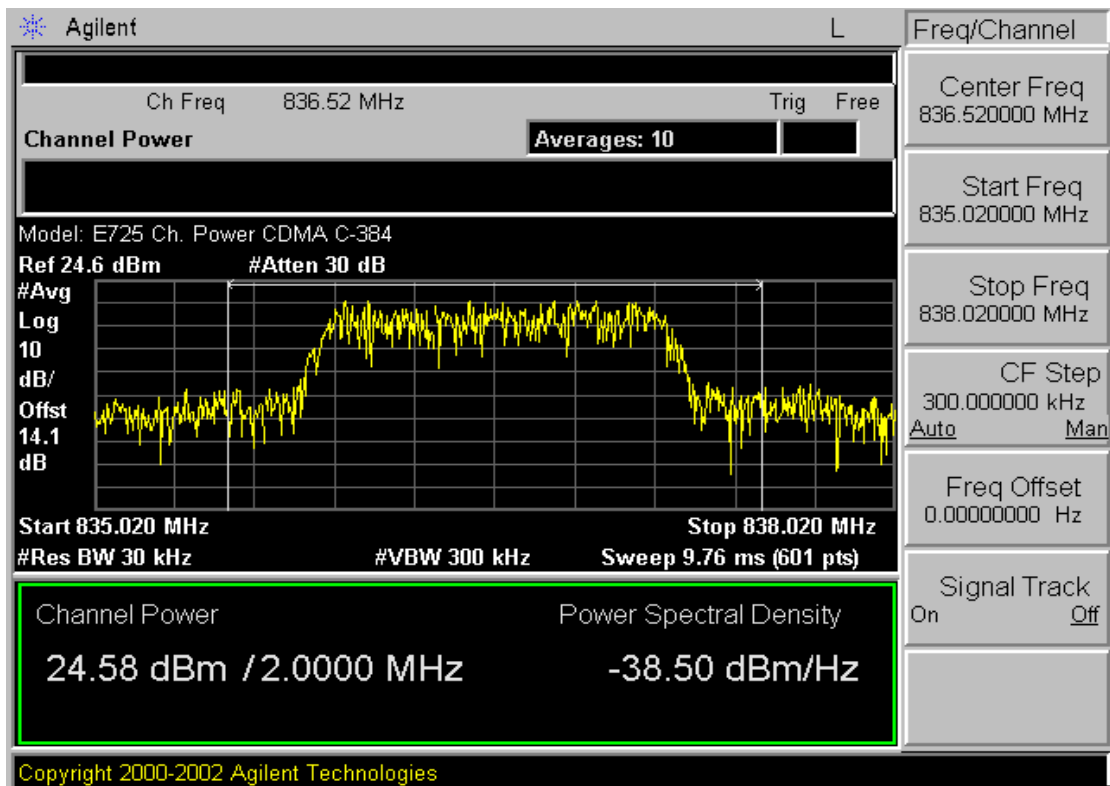 Agilent L
Ch Freq 836.52 MHz Trig Free
Channel Power Averages: 10
Model: E725 Ch. Power CDMA C-384
Ref 24.6 dBm #Atten 30 dB
#Avg
Log
10
dB/
Offst
14.1
dB
Start 835.020 MHz Stop 838.020 MHz
#Res BW 30 kHz #VBW 300 kHz Sweep 9.76 ms (601 pts)
Channel Power Power Spectral Density
24.58 dBm / 2.0000 MHz -38.50 dBm/Hz
Copyright 2000-2002 Agilent Technologies
Freq/Channel
Center Freq
836.520000 MHz
Start Freq
835.020000 MHz
Stop Freq
838.020000 MHz
CF Step
300.000000 kHz
Auto Man
Freq Offset
0.00000000 Hz
Signal Track
On Off